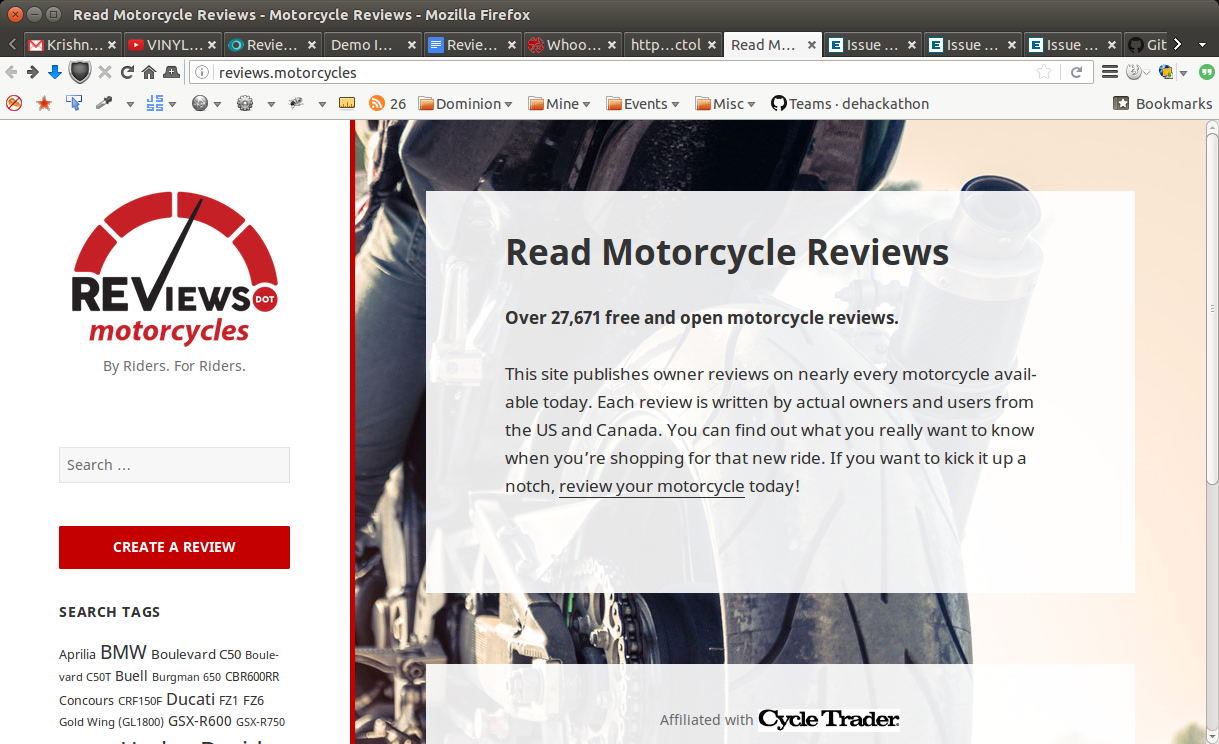 Read Motorcycle Reviews - Motorcycle Reviews - Mozilla Firefox
Krishn... VINYL... Revie... Demo I... Revie... Whoo... http...ctol Read M... Issue ... Issue ... Issue ... Git
reviews.motorcycles
26 Dominion Mine Events Misc Teams · dehackathon Bookmarks
REVIEWS DOT
motorcycles
By Riders. For Riders.
Search …
CREATE A REVIEW
SEARCH TAGS
Aprilia BMW Boulevard C50 Boule-
vard C50T Buell Burgman 650 CBR600RR
Concours CRF150F Ducati FZ1 FZ6
Gold Wing (GL1800) GSX-R600 GSX-R750
Read Motorcycle Reviews
Over 27,671 free and open motorcycle reviews.
This site publishes owner reviews on nearly every motorcycle avail-
able today. Each review is written by actual owners and users from
the US and Canada. You can find out what you really want to know
when you’re shopping for that new ride. If you want to kick it up a
notch, review your motorcycle today!
Affiliated with Cycle Trader.